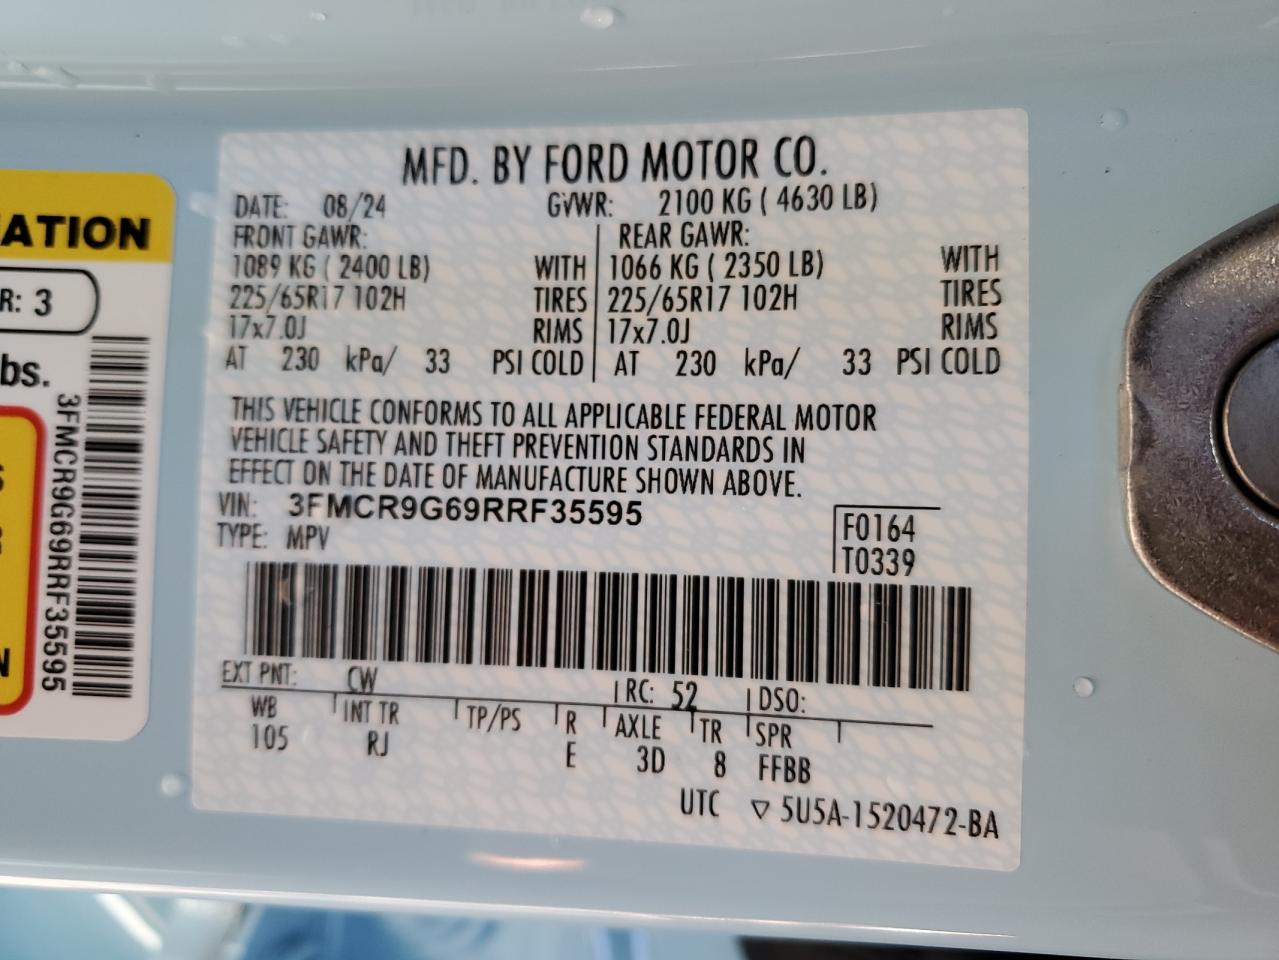 ATION
R: 3
bs.
3FMCR9G69RRF35595
MFD. BY FORD MOTOR CO.
DATE: 08/24 GVWR: 2100 KG ( 4630 LB)
FRONT GAWR: REAR GAWR:
1089 KG ( 2400 LB) WITH 1066 KG ( 2350 LB) WITH
225/65R17 102H TIRES 225/65R17 102H TIRES
17x7.0J RIMS 17x7.0J RIMS
AT 230 kPa/ 33 PSI COLD AT 230 kPa/ 33 PSI COLD
THIS VEHICLE CONFORMS TO ALL APPLICABLE FEDERAL MOTOR
VEHICLE SAFETY AND THEFT PREVENTION STANDARDS IN
EFFECT ON THE DATE OF MANUFACTURE SHOWN ABOVE.
VIN: 3FMCR9G69RRF35595
TYPE: MPV
F0164
T0339
EXT PNT: CW RC: 52 DSO:
WB INT TR TP/PS R AXLE TR SPR
105 RJ E 3D 8 FFBB
UTC ▽ 5U5A-1520472-BA